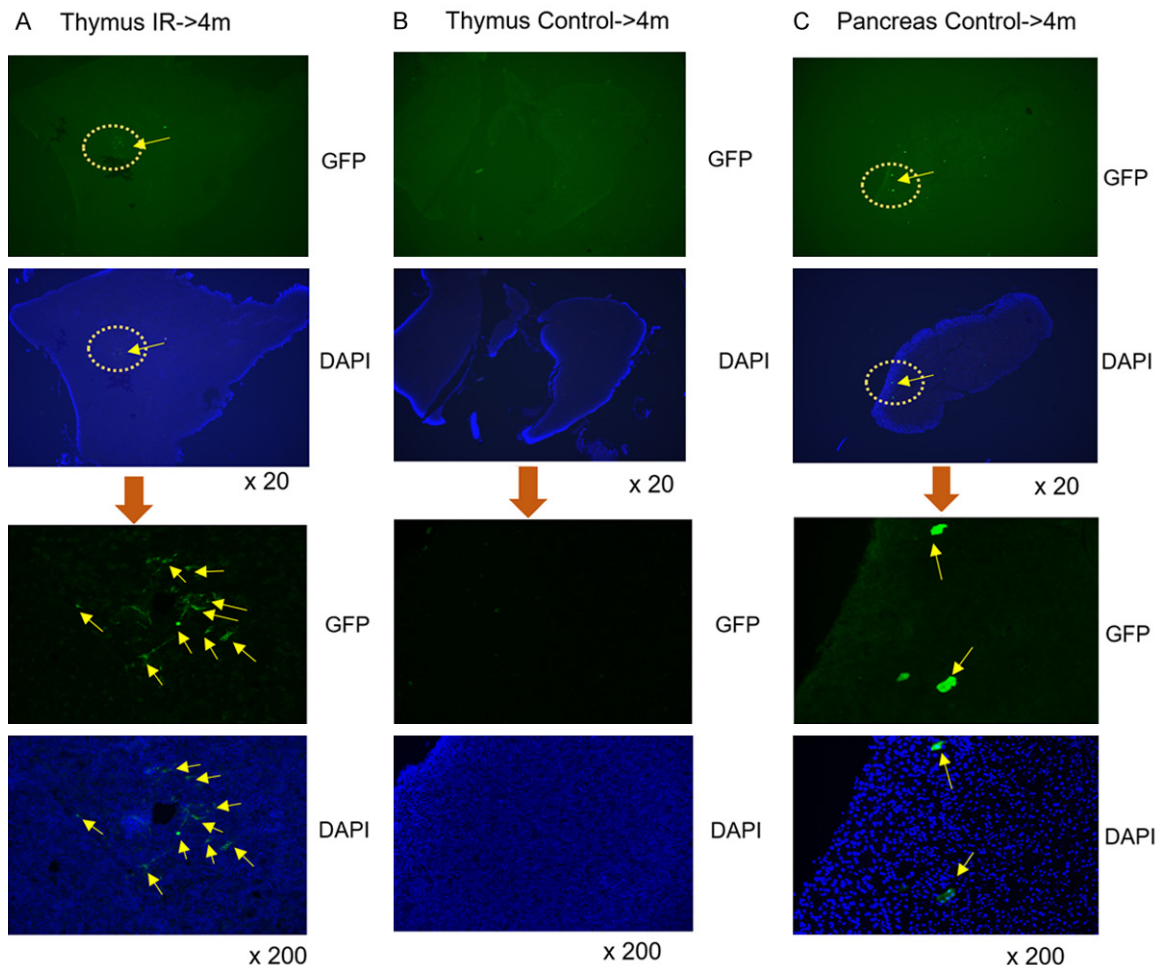 A Thymus IR->4m
B Thymus Control->4m
C Pancreas Control->4m
GFP
GFP
GFP
DAPI
DAPI
DAPI
x 20
x 20
x 20
GFP
GFP
GFP
DAPI
DAPI
DAPI
x 200
x 200
x 200